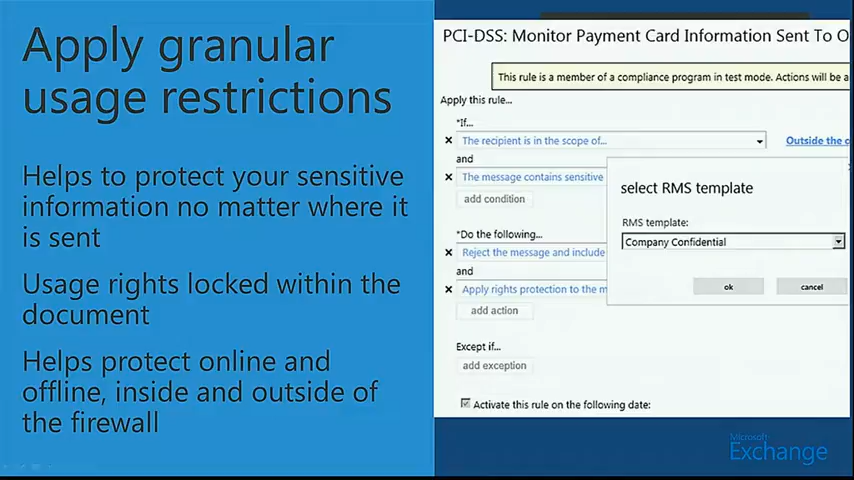 Apply granular
usage restrictions
Helps to protect your sensitive
information no matter where it
is sent
Usage rights locked within the
document
Helps protect online and
offline, inside and outside of
the firewall
PCI-DSS: Monitor Payment Card Information Sent To O
This rule is a member of a compliance program in test mode. Actions will be a
Apply this rule...
*If...
The recipient is in the scope of...
Outside the o
and
The message contains sensitive
add condition
*Do the following...
Reject the message and include
and
Apply rights protection to the m
add action
Except if...
add exception
Activate this rule on the following date:
select RMS template
RMS template:
Company Confidential
ok
cancel
Microsoft
Exchange